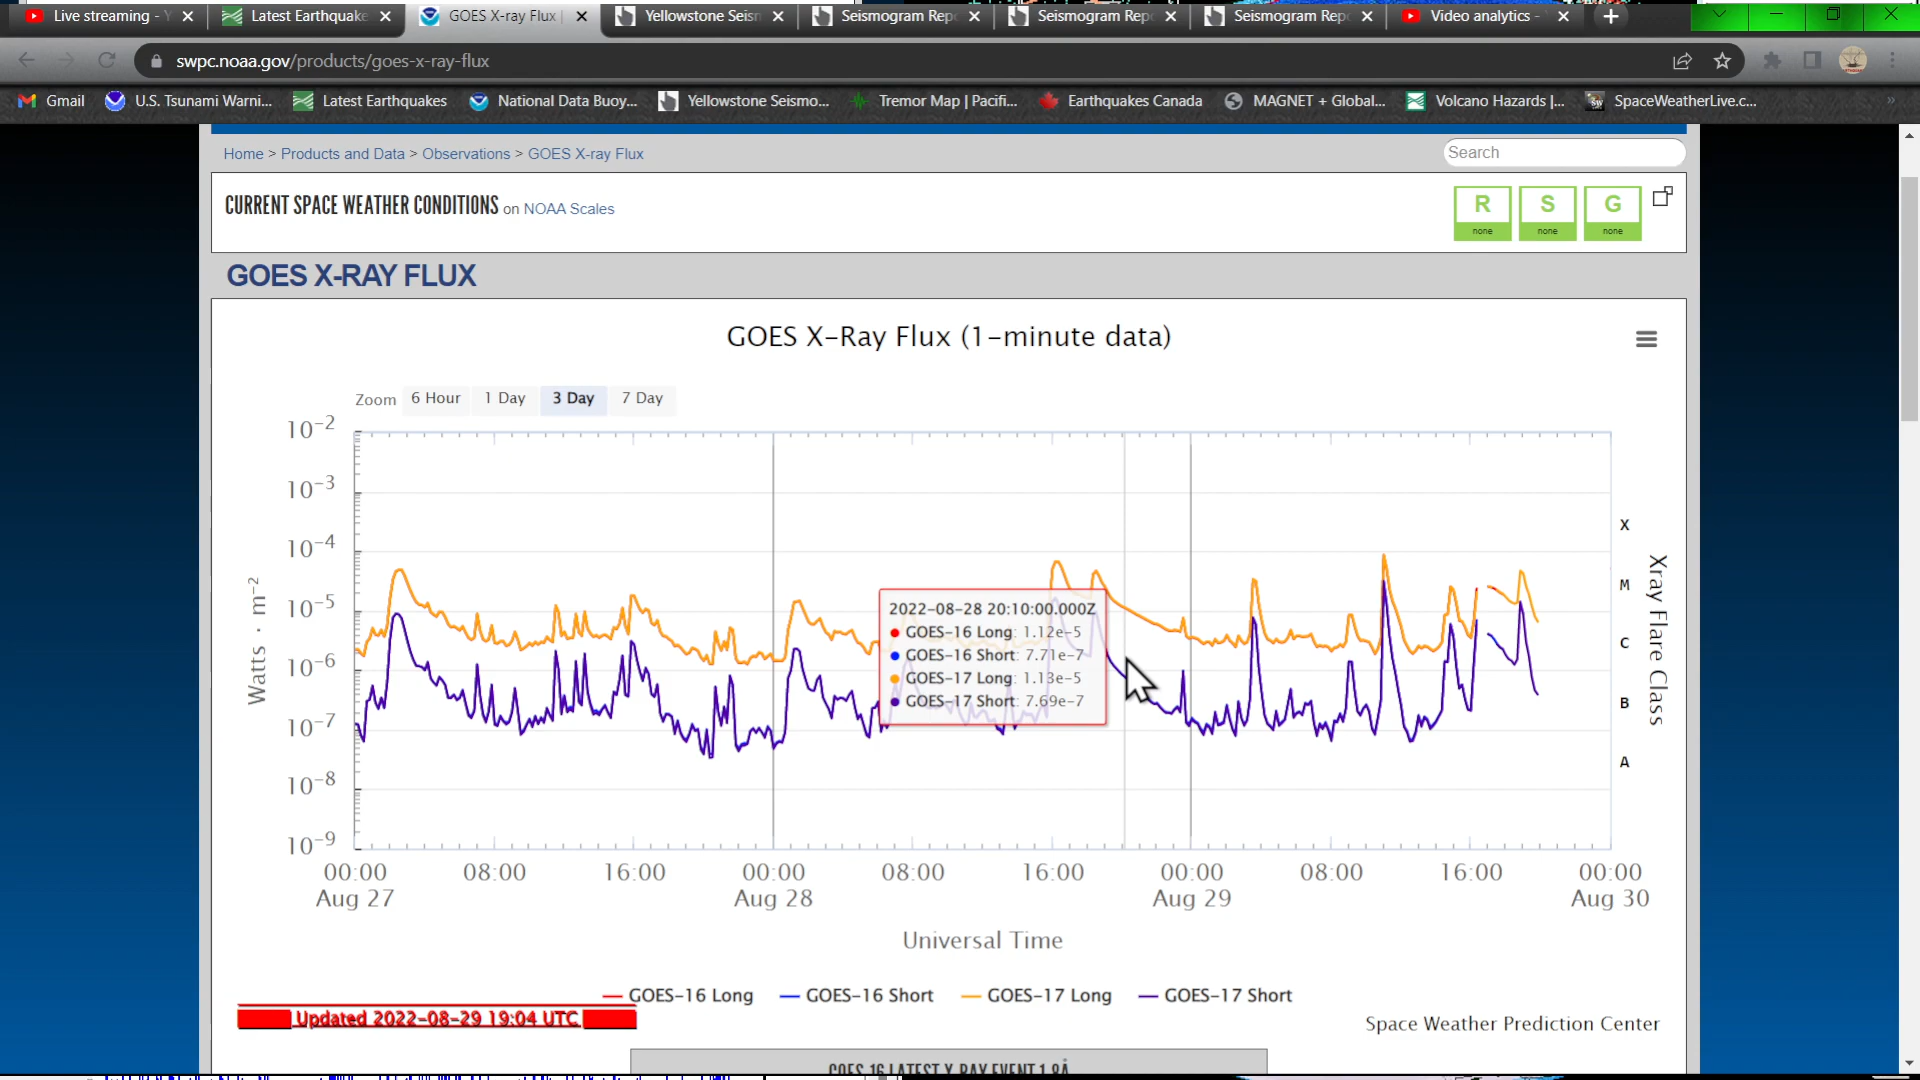 Live streaming -
Latest Earthquake
GOES X-ray Flux
Yellowstone Seism
Seismogram Rep
Seismogram Rep
Seismogram Rep
Video analytics -
swpc.noaa.gov/products/goes-x-ray-flux
Gmail
U.S. Tsunami Warni...
Latest Earthquakes
National Data Buoy...
Yellowstone Seismo...
Tremor Map | Pacifi...
Earthquakes Canada
MAGNET + Global...
Volcano Hazards |...
SpaceWeatherLive.c...
Home > Products and Data > Observations > GOES X-ray Flux
Search
CURRENT SPACE WEATHER CONDITIONS on NOAA Scales
R S G
none none none
GOES X-RAY FLUX
GOES X-Ray Flux (1-minute data)
Zoom 6 Hour 1 Day 3 Day 7 Day
10⁻²
10⁻³
10⁻⁴
10⁻⁵
10⁻⁶
10⁻⁷
10⁻⁸
10⁻⁹
Watts · m⁻²
X
M
C
B
A
Xray Flare Class
2022-08-28 20:10:00.000Z
GOES-16 Long: 1.12e-5
GOES-16 Short: 7.71e-7
GOES-17 Long: 1.13e-5
GOES-17 Short: 7.69e-7
00:00 08:00 16:00 00:00 08:00 16:00 00:00 08:00 16:00 00:00
Aug 27 Aug 28 Aug 29 Aug 30
Universal Time
GOES-16 Long GOES-16 Short GOES-17 Long GOES-17 Short
Updated 2022-08-29 19:04 UTC
Space Weather Prediction Center
GOES-16 LATEST X-RAY EVENT 1-8Å